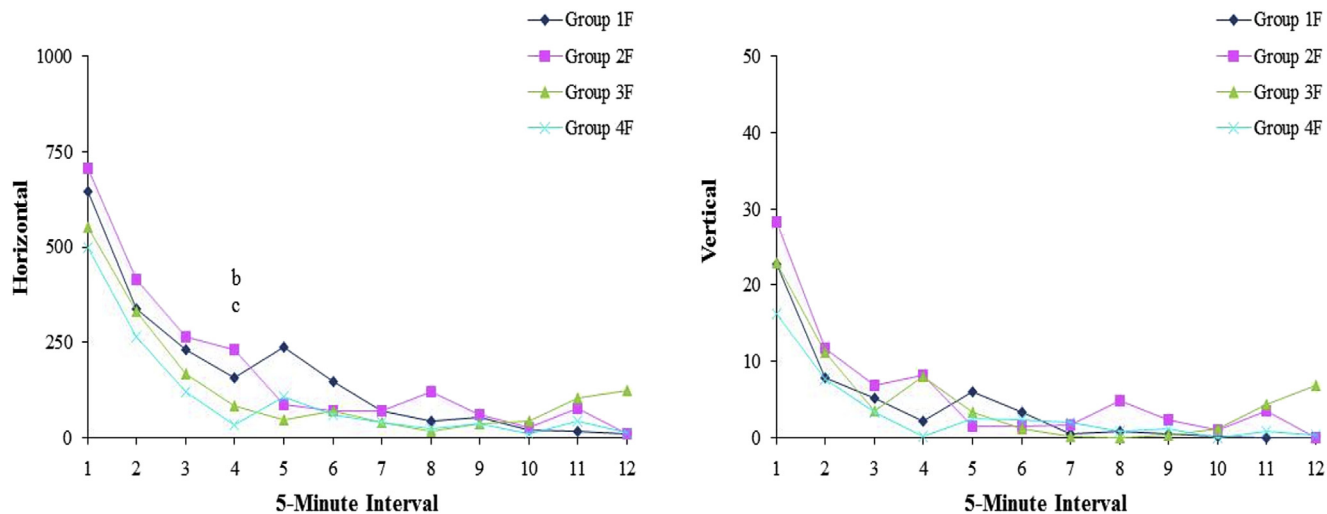 Group 1F
Group 2F
Group 3F
Group 4F
1000
750
500
250
0
Horizontal
b
c
1 2 3 4 5 6 7 8 9 10 11 12
5-Minute Interval
Group 1F
Group 2F
Group 3F
Group 4F
50
40
30
20
10
0
Vertical
1 2 3 4 5 6 7 8 9 10 11 12
5-Minute Interval